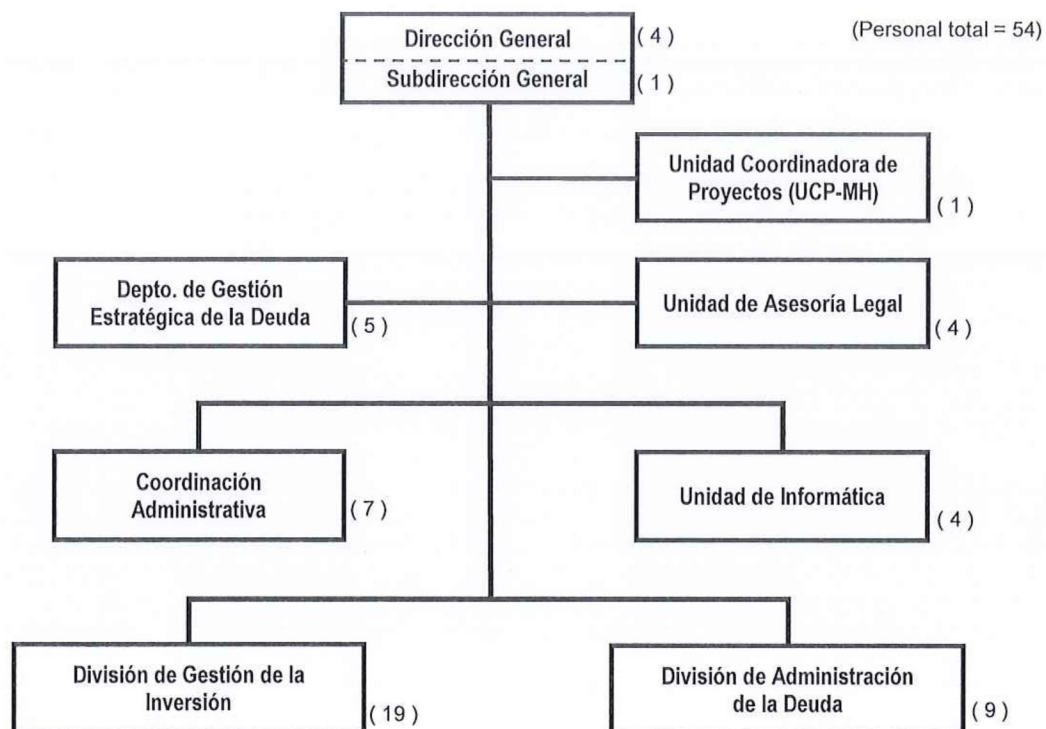 (Personal total = 54)
Dirección General
( 4 )
Subdirección General
( 1 )
Unidad Coordinadora de
Proyectos (UCP-MH)
( 1 )
Depto. de Gestión
Estratégica de la Deuda
( 5 )
Unidad de Asesoría Legal
( 4 )
Coordinación
Administrativa
( 7 )
Unidad de Informática
( 4 )
División de Gestión de la
Inversión
( 19 )
División de Administración
de la Deuda
( 9 )